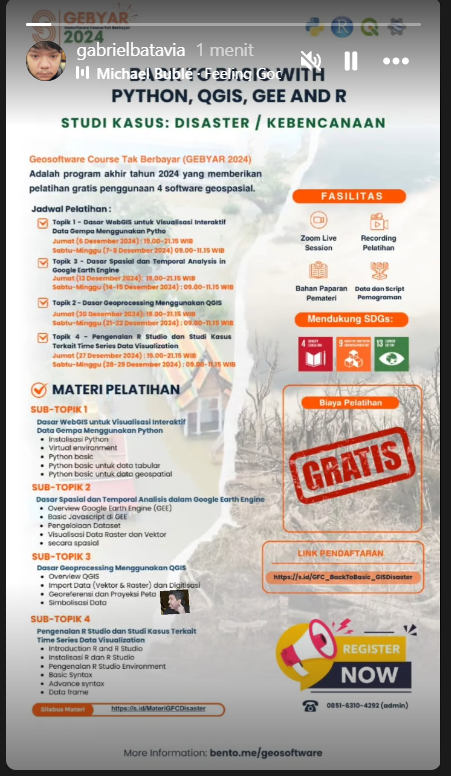 GEBYAR
2024
gabrielbatavia 1 menit
Michael Bublé · Feeling Goo
WITH
PYTHON, QGIS, GEE AND R
STUDI KASUS: DISASTER / KEBENCANAAN
Geosoftware Course Tak Berbayar (GEBYAR 2024)
Adalah program akhir tahun 2024 yang memberikan
pelatihan gratis penggunaan 4 software geospasial.
Jadwal Pelatihan :
Topik 1 - Dasar WebGIS untuk Visualisasi Interaktif
Data Gempa Menggunakan Pytho
Jumat (6 Desember 2024) : 19.00-21.15 WIB
Sabtu-Minggu (7-8 Desember 2024) 09.00-11.15 WIB
Topik 3 - Dasar Spasial dan Temporal Analysis in
Google Earth Engine
Jumat (13 Desember 2024) : 19.00-21.15 WIB
Sabtu-Minggu (14-15 Desember 2024) : 09.00-11.15 WIB
Topik 2 - Dasar Geoprocessing Menggunakan QGIS
Jumat (20 Desember 2024) : 19.00-21.15 WIB
Sabtu-Minggu (21-22 Desember 2024) : 09.00-11.15 WIB
Topik 4 - Pengenalan R Studio dan Studi Kasus
Terkait Time Series Data Visualization
Jumat (27 Desember 2024) : 19.00-21.15 WIB
Sabtu-Minggu (28-29 Desember 2024) : 09.00-11.15 WIB
FASILITAS
Zoom Live
Session
Recording
Pelatihan
Bahan Paparan
Pemateri
Data dan Script
Pemograman
Mendukung SDGs:
4
9
13
MATERI PELATIHAN
SUB-TOPIK 1
Dasar WebGIS untuk Visualisasi Interaktif
Data Gempa Menggunakan Python
Instalisasi Python
Virtual environment
Python basic
Python basic untuk data tabular
Python basic untuk data geospatial
SUB-TOPIK 2
Dasar Spasial dan Temporal Analisis dalam Google Earth Engine
Overview Google Earth Engine (GEE)
Basic Javascript di GEE
Pengelolaan Dataset
Visualisasi Data Raster dan Vektor
secara spasial
SUB-TOPIK 3
Dasar Geoprocessing Menggunakan QGIS
Overview QGIS
Import Data (Vektor & Raster) dan Digitisasi
Georeferensi dan Proyeksi Peta
Simbolisasi Data
SUB-TOPIK 4
Pengenalan R Studio dan Studi Kasus Terkait
Time Series Data Visualization
Introduction R and R Studio
Instalisasi R dan R Studio
Pengenalan R Studio Environment
Basic Syntax
Advance syntax
Data frame
Silabus Materi
https://s.id/MateriGFCDisaster
Biaya Pelatihan
GRATIS
LINK PENDAFTARAN
https://s.id/GFC_BackToBasic_GISDisaster
REGISTER
NOW
0851-6310-4292 (admin)
More Information: bento.me/geosoftware